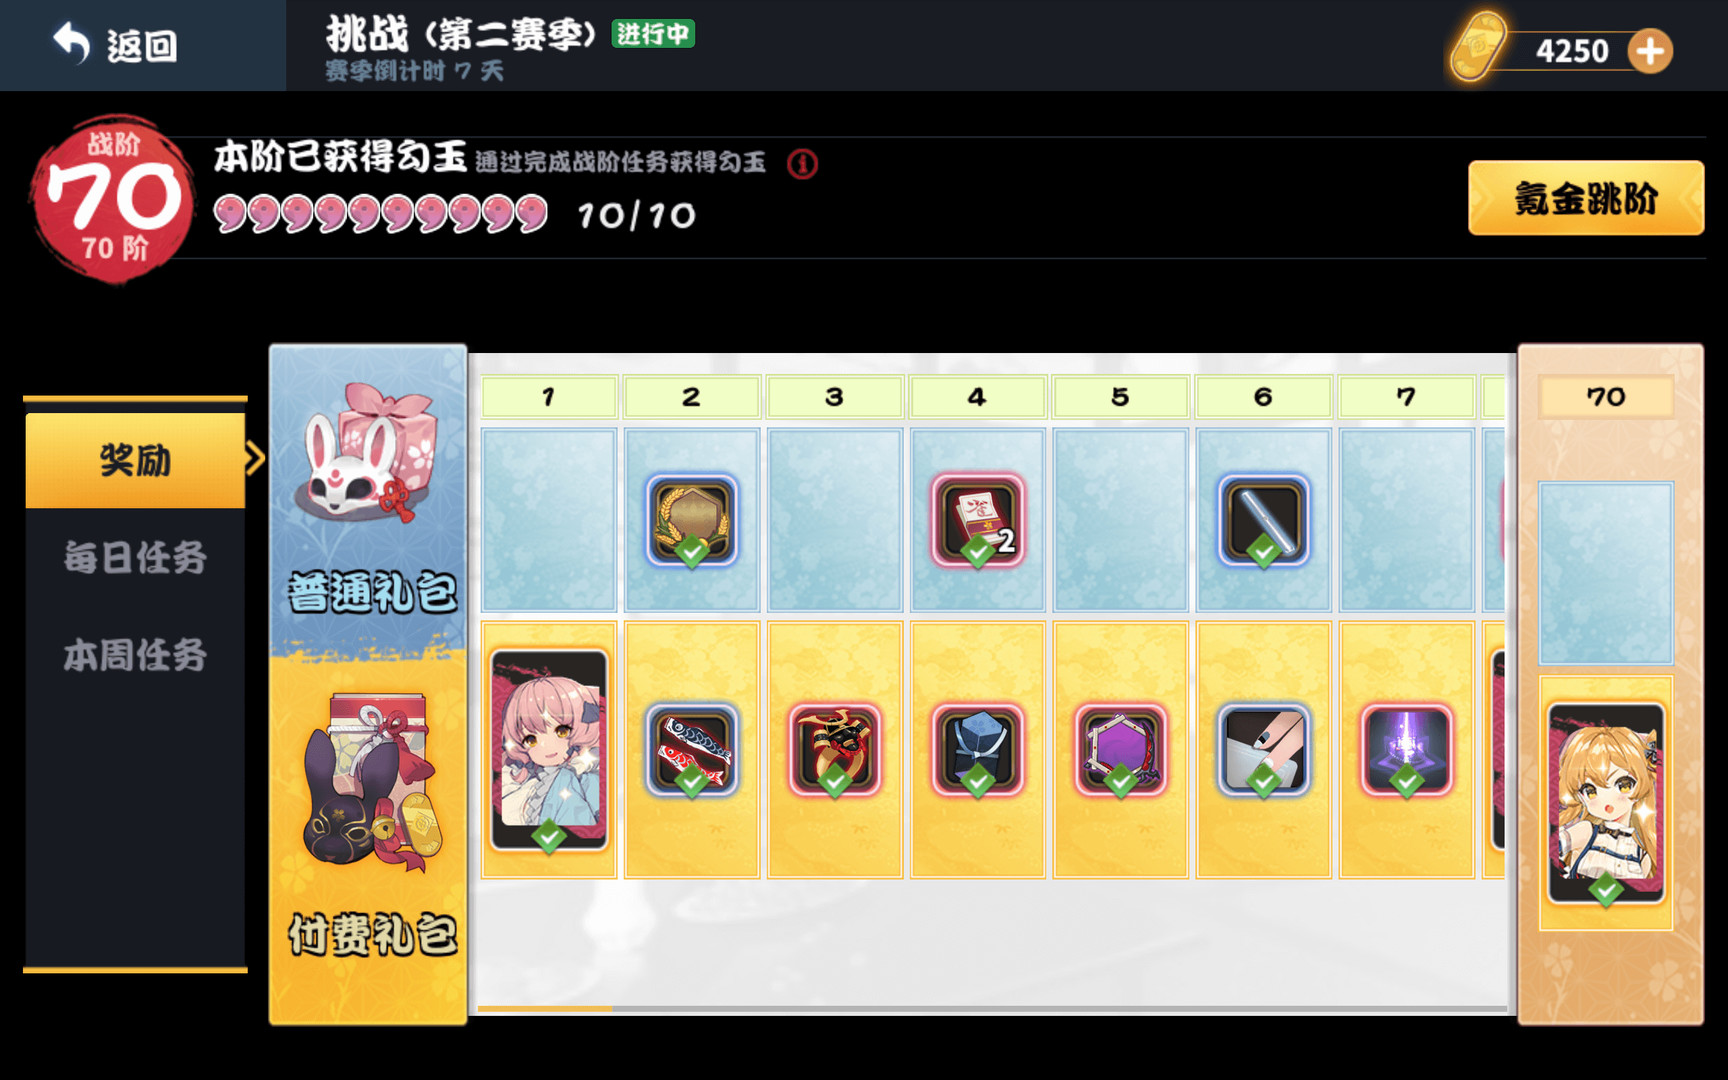 返回
挑战（第二赛季） 进行中
赛季倒计时 7 天
4250
战阶
70
70 阶
本阶已获得勾玉 通过完成战阶任务获得勾玉
10/10
氪金跳阶
奖励
每日任务
本周任务
普通礼包
付费礼包
1 2 3 4 5 6 7 70
2